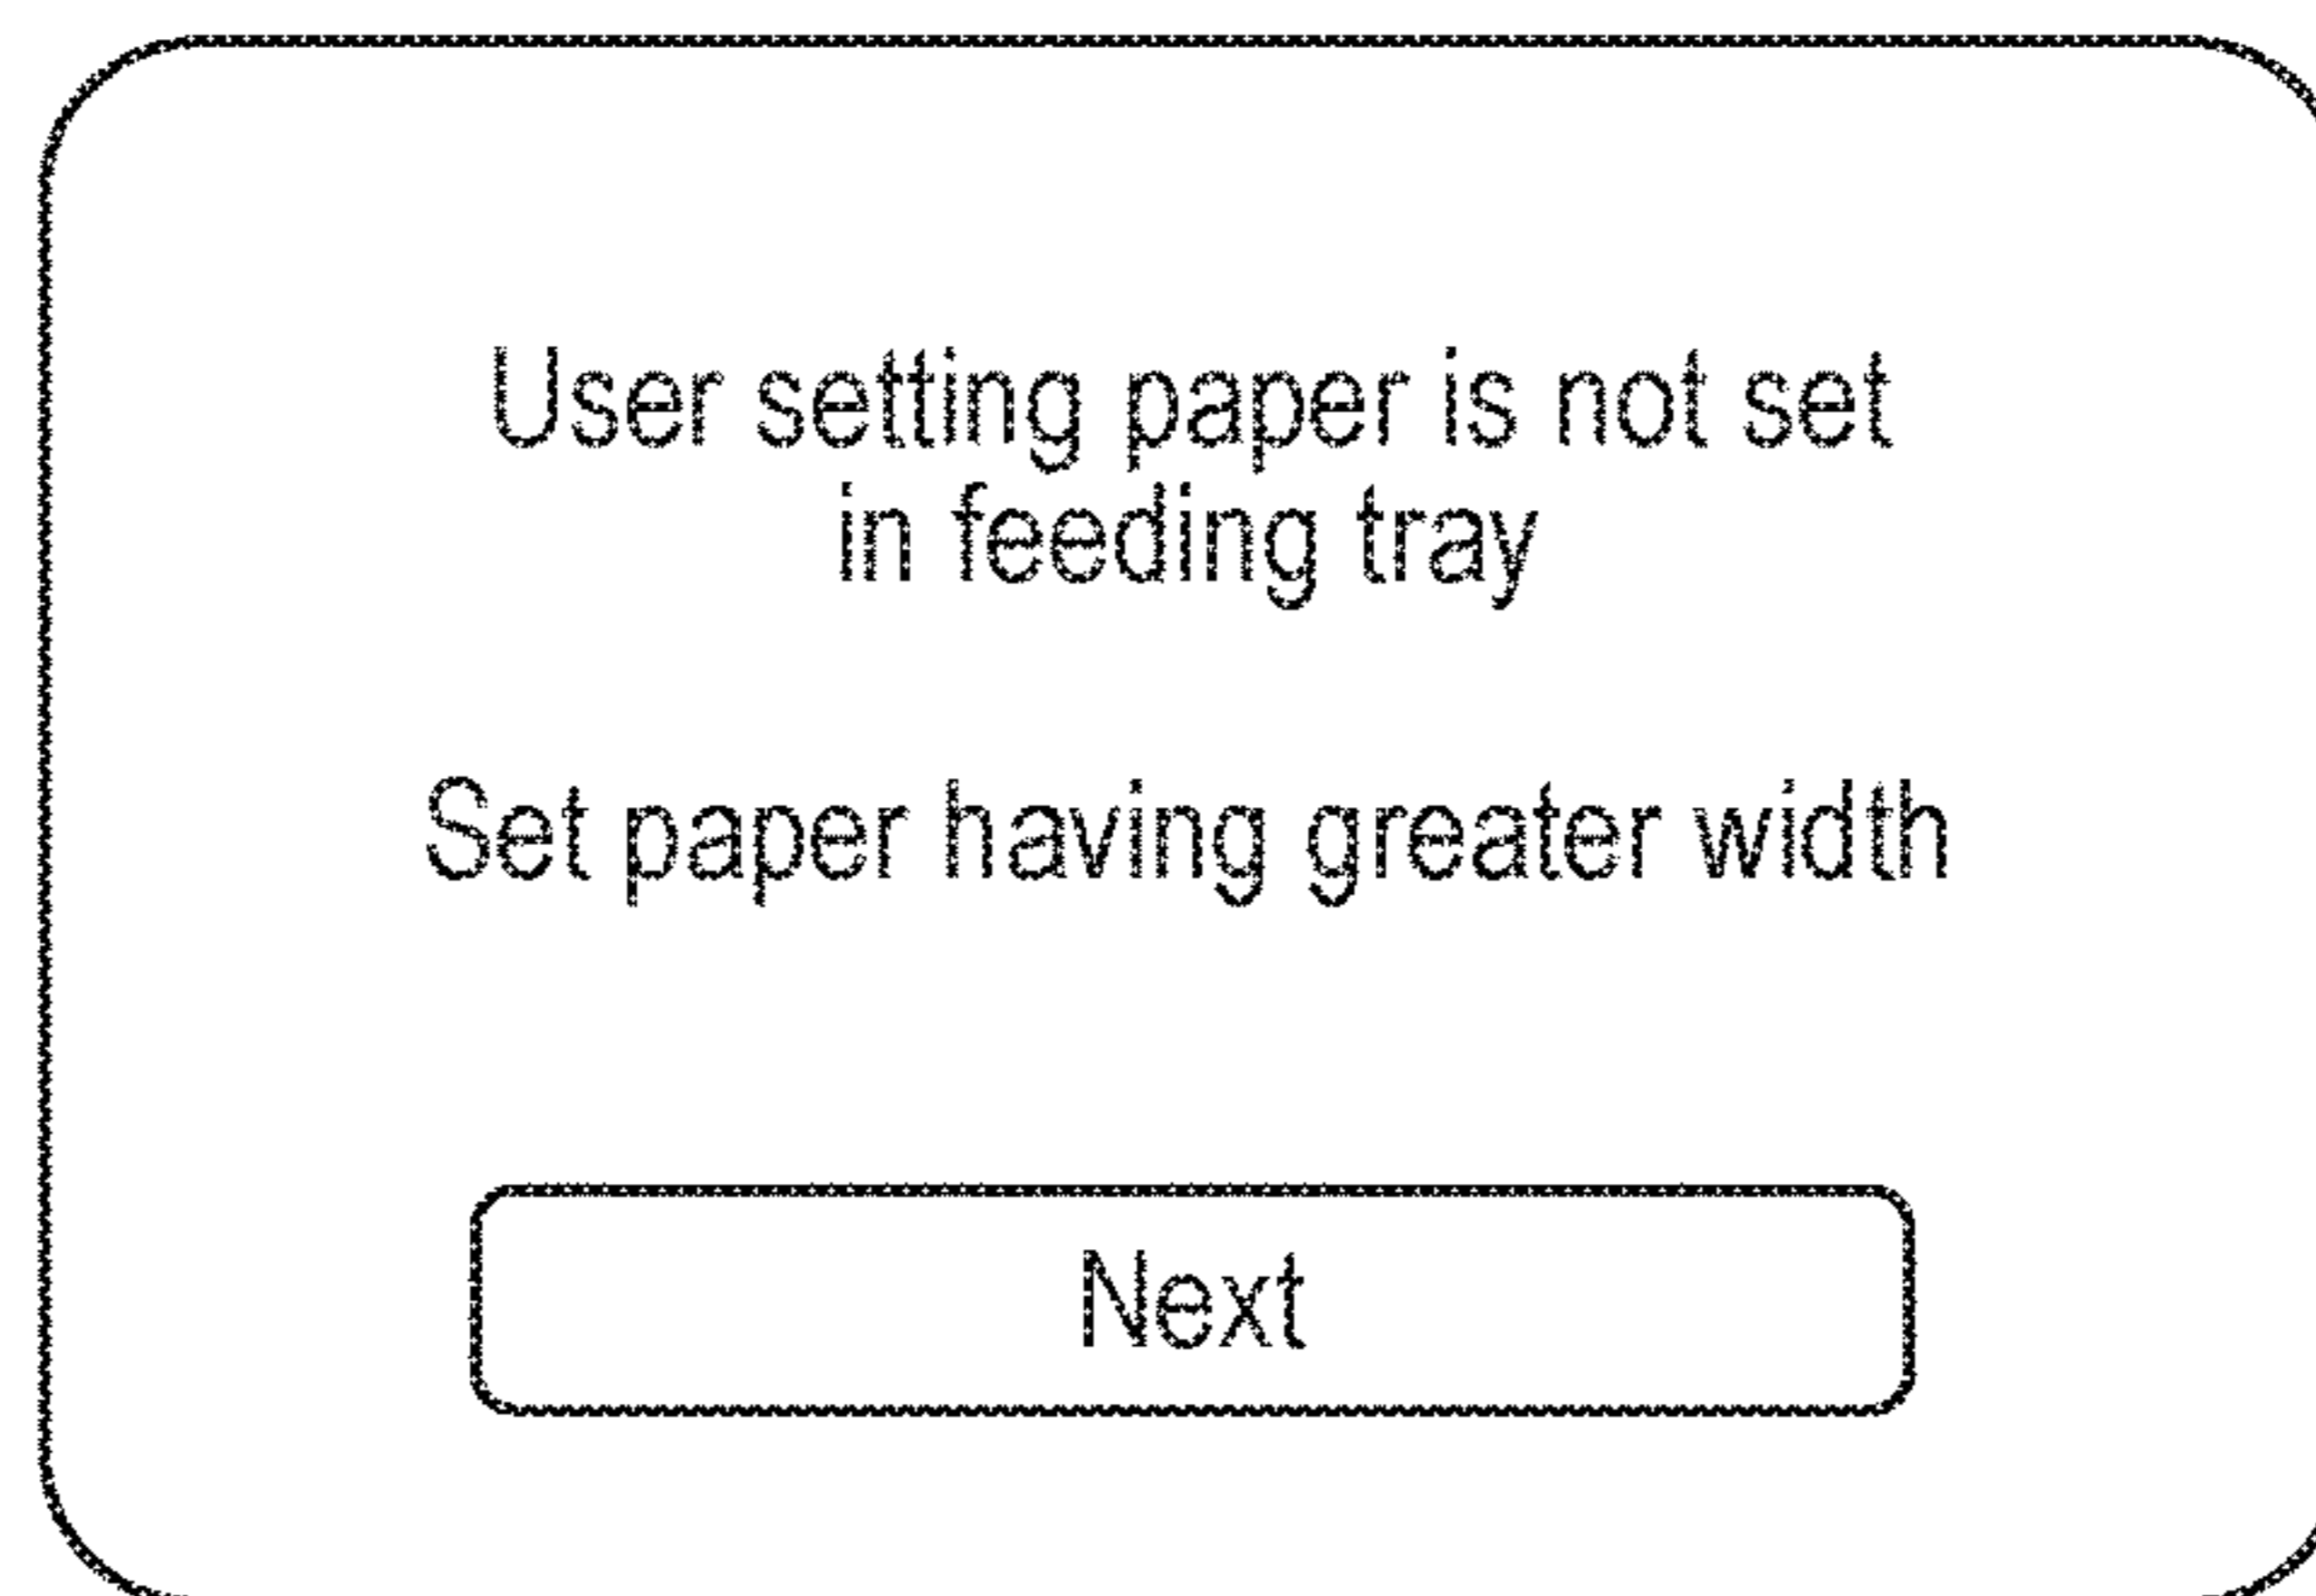 User setting paper is not set
in feeding tray
Set paper having greater width
Next